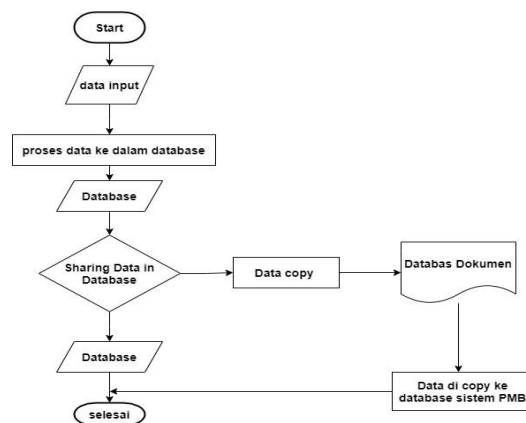 Start
data input
proses data ke dalam database
Database
Sharing Data in
Database
Data copy
Databas Dokumen
Database
Data di copy ke
database sistem PMB
selesai